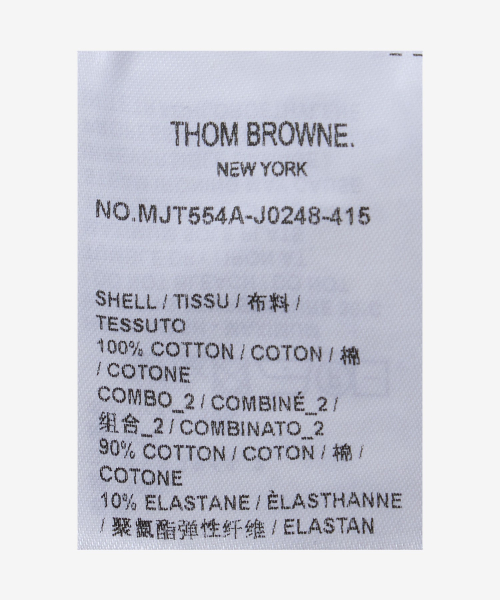 THOM BROWNE.
NEW YORK
NO.MJT554A-J0248-415
SHELL / TISSU / 布料 /
TESSUTO
100% COTTON / COTON / 棉
/ COTONE
COMBO_2 / COMBINÉ_2 /
组合_2 / COMBINATO_2
90% COTTON / COTON / 棉 /
COTONE
10% ELASTANE / ÈLASTHANNE
/ 聚氨酯弹性纤维 / ELASTAN